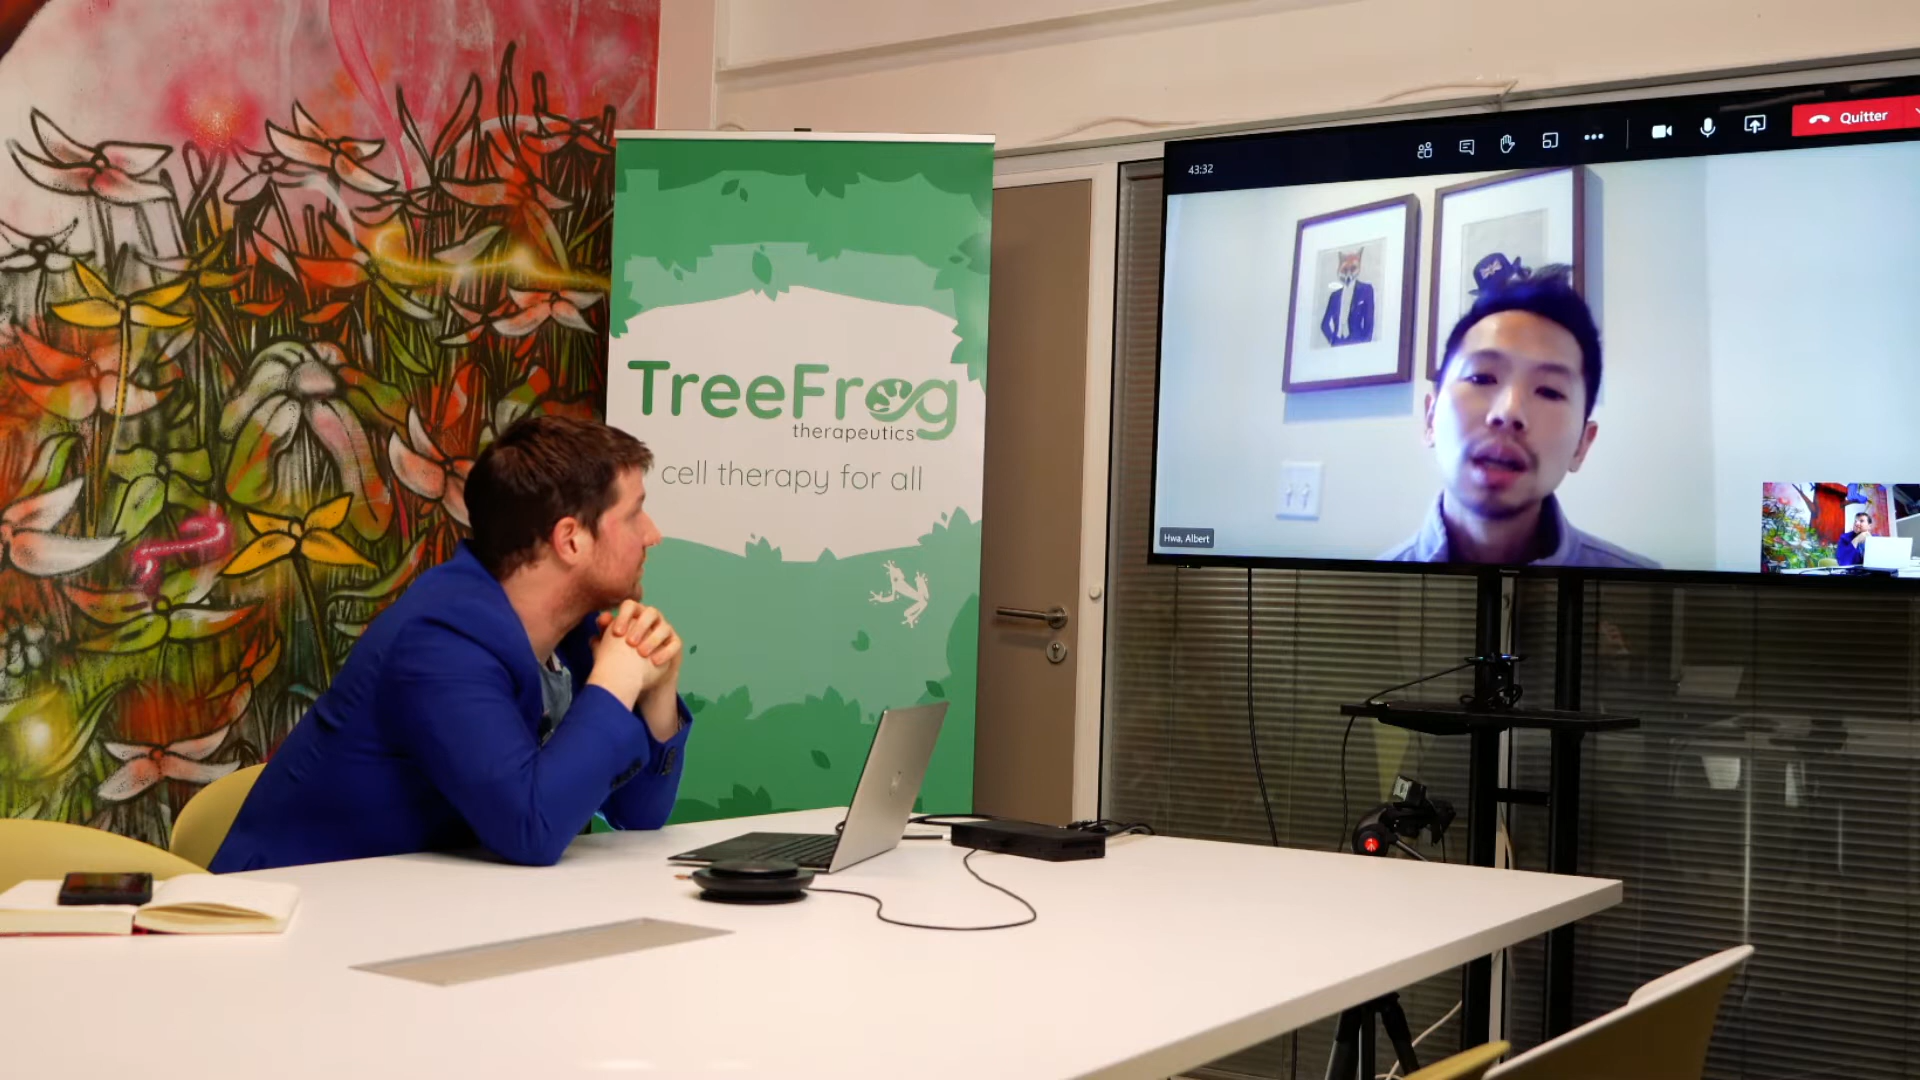 TreeFrog
therapeutics
cell therapy for all
43:32
Quitter
Hwa, Albert